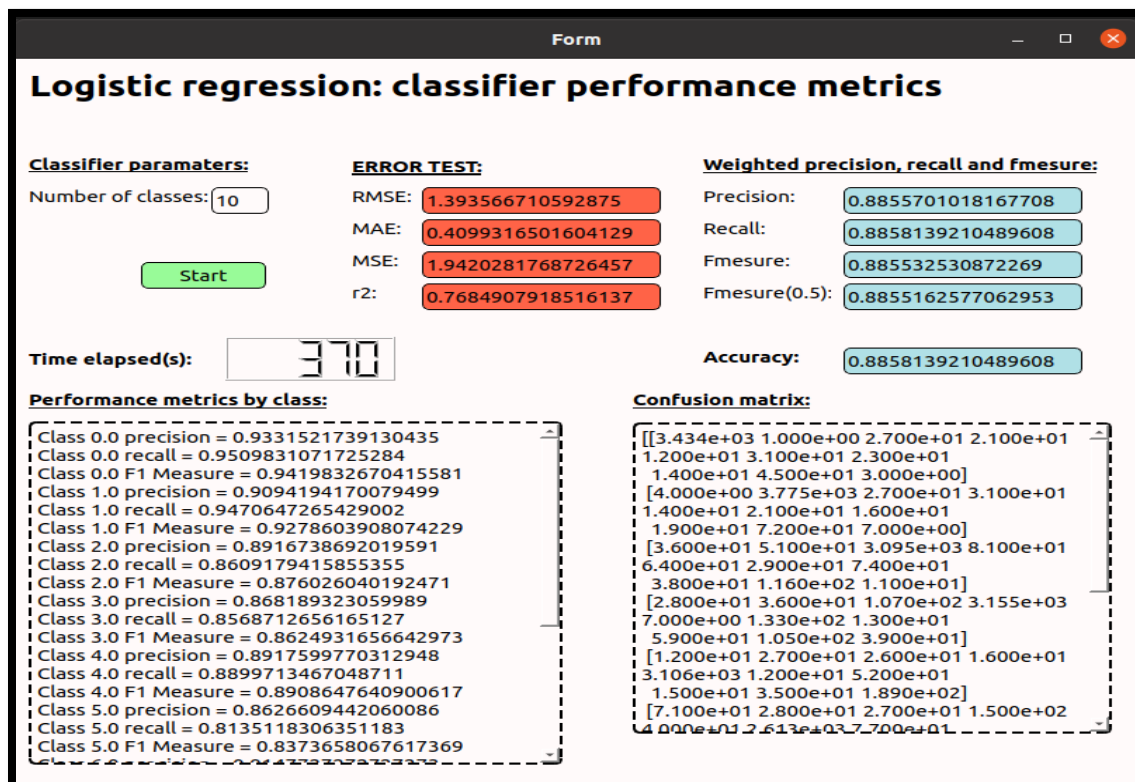 Form
Logistic regression: classifier performance metrics
Classifier paramaters:
Number of classes: 10
Start
ERROR TEST:
RMSE: 1.393566710592875
MAE: 0.4099316501604129
MSE: 1.9420281768726457
r2: 0.7684907918516137
Weighted precision, recall and fmesure:
Precision: 0.8855701018167708
Recall: 0.8858139210489608
Fmesure: 0.885532530872269
Fmesure(0.5): 0.8855162577062953
Time elapsed(s): 370
Accuracy: 0.8858139210489608
Performance metrics by class:
Class 0.0 precision = 0.9331521739130435
Class 0.0 recall = 0.9509831071725284
Class 0.0 F1 Measure = 0.9419832670415581
Class 1.0 precision = 0.9094194170079499
Class 1.0 recall = 0.9470647265429002
Class 1.0 F1 Measure = 0.9278603908074229
Class 2.0 precision = 0.8916738692019591
Class 2.0 recall = 0.8609179415855355
Class 2.0 F1 Measure = 0.876026040192471
Class 3.0 precision = 0.868189323059989
Class 3.0 recall = 0.8568712656165127
Class 3.0 F1 Measure = 0.8624931656642973
Class 4.0 precision = 0.8917599770312948
Class 4.0 recall = 0.8899713467048711
Class 4.0 F1 Measure = 0.8908647640900617
Class 5.0 precision = 0.8626609442060086
Class 5.0 recall = 0.8135118306351183
Class 5.0 F1 Measure = 0.8373658067617369
Confusion matrix:
[[3.434e+03 1.000e+00 2.700e+01 2.100e+01
1.200e+01 3.100e+01 2.300e+01
1.400e+01 4.500e+01 3.000e+00]
[4.000e+00 3.775e+03 2.700e+01 3.100e+01
1.400e+01 2.100e+01 1.600e+01
1.900e+01 7.200e+01 7.000e+00]
[3.600e+01 5.100e+01 3.095e+03 8.100e+01
6.400e+01 2.900e+01 7.400e+01
3.800e+01 1.160e+02 1.100e+01]
[2.800e+01 3.600e+01 1.070e+02 3.155e+03
7.000e+00 1.330e+02 1.300e+01
5.900e+01 1.050e+02 3.900e+01]
[1.200e+01 2.700e+01 2.600e+01 1.600e+01
3.106e+03 1.200e+01 5.200e+01
1.500e+01 3.500e+01 1.890e+02]
[7.100e+01 2.800e+01 2.700e+01 1.500e+02